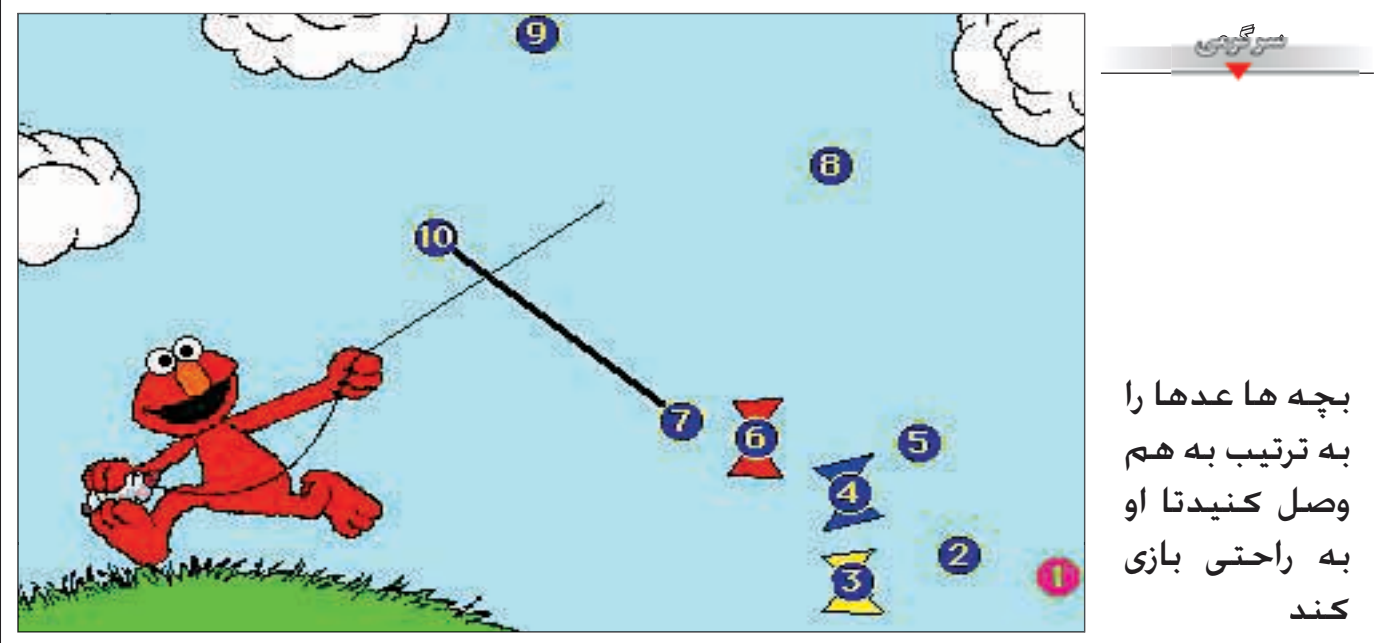 سرگرمی
بچه ها عدها را
به ترتیب به هم
وصل کنیدتا او
به راحتی بازی
کند
9
8
10
7
6
5
4
2
3
1